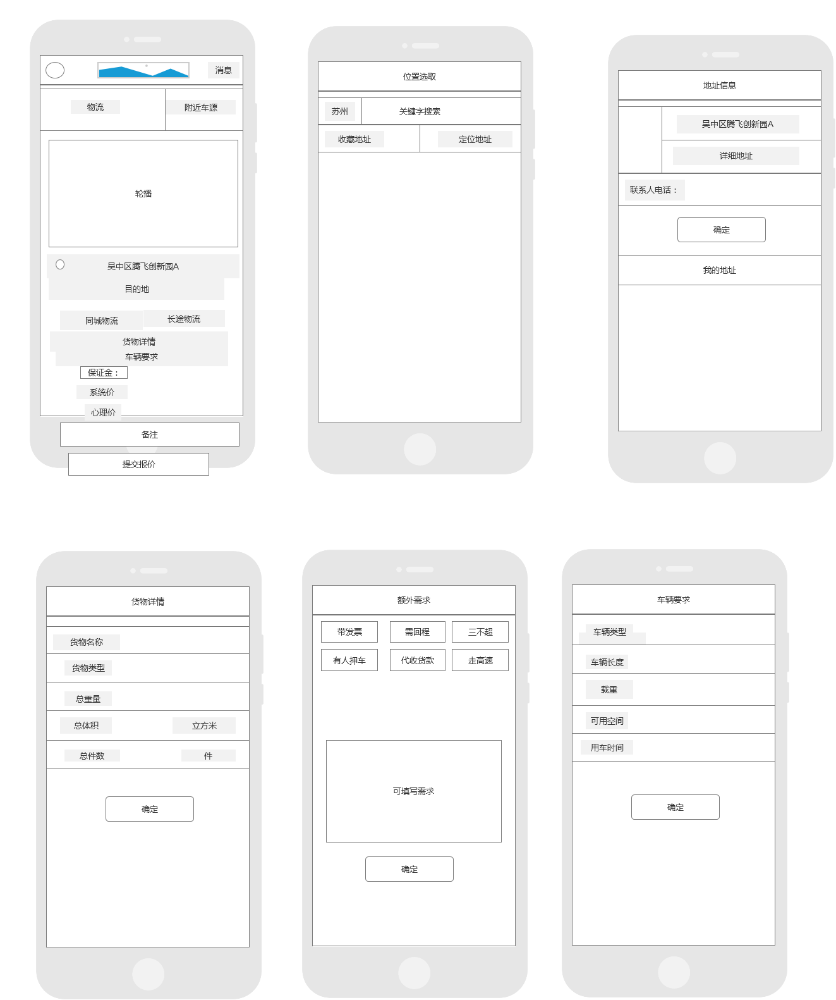 消息
物流
附近车源
轮播
吴中区腾飞创新园A
目的地
同城物流
长途物流
货物详情
车辆要求
保证金：
系统价
心理价
备注
提交报价
位置选取
苏州
关键字搜索
收藏地址
定位地址
地址信息
吴中区腾飞创新园A
详细地址
联系人电话：
确定
我的地址
货物详情
货物名称
货物类型
总重量
总体积
立方米
总件数
件
确定
额外需求
带发票
需回程
三不超
有人押车
代收货款
走高速
可填写需求
确定
车辆要求
车辆类型
车辆长度
载重
可用空间
用车时间
确定